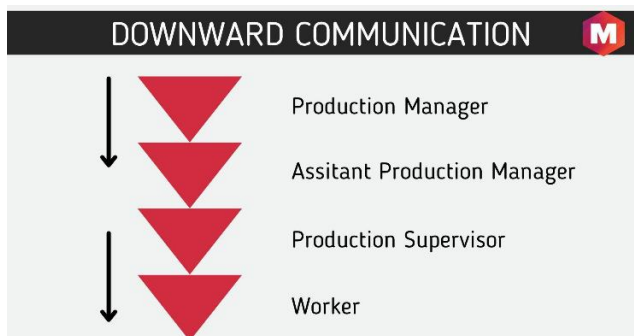 DOWNWARD COMMUNICATION
M
Production Manager
Assitant Production Manager
Production Supervisor
Worker